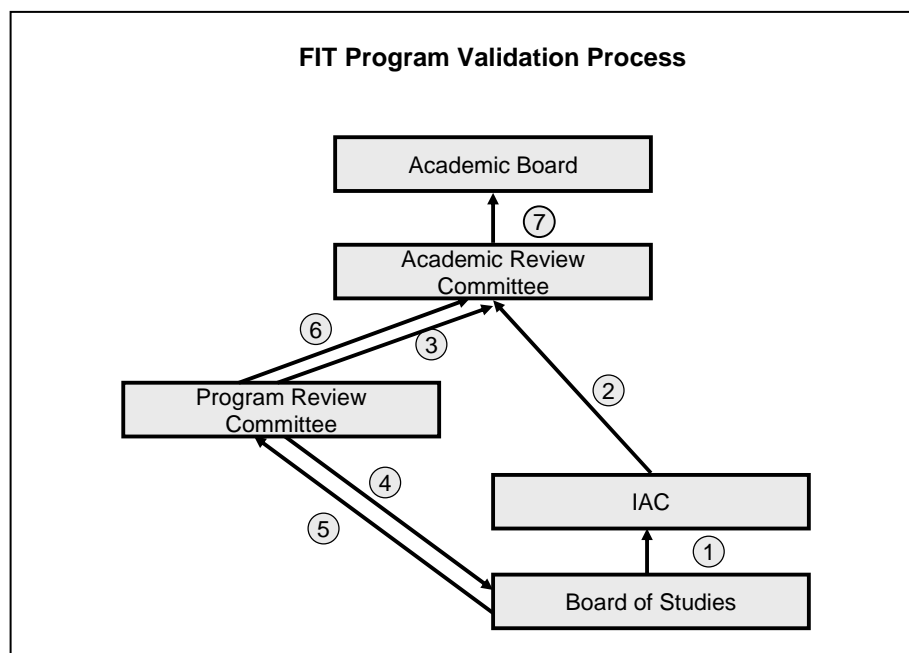 FIT Program Validation Process
Academic Board
7
Academic Review
Committee
6
3
2
Program Review
Committee
4
5
IAC
1
Board of Studies